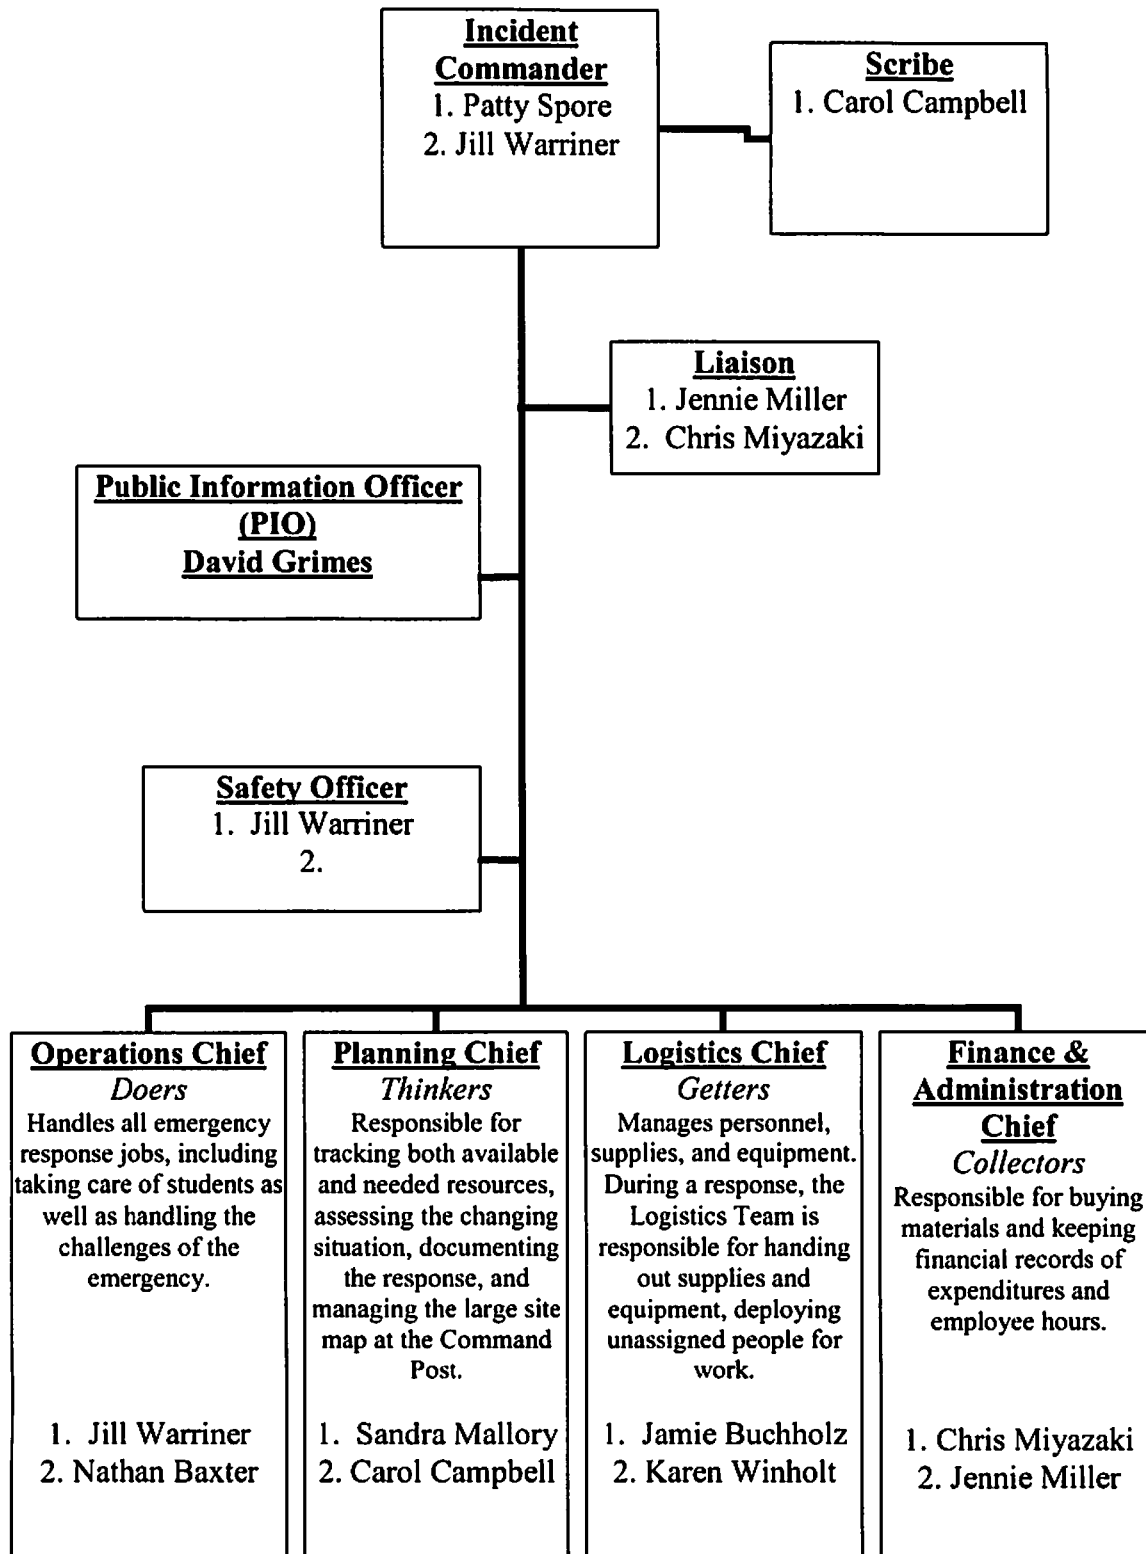 Incident
Commander
1. Patty Spore
2. Jill Warriner
Scribe
1. Carol Campbell
Liaison
1. Jennie Miller
2. Chris Miyazaki
Public Information Officer
(PIO)
David Grimes
Safety Officer
1. Jill Warriner
2.
Operations Chief
Doers
Handles all emergency
response jobs, including
taking care of students as
well as handling the
challenges of the
emergency.
1. Jill Warriner
2. Nathan Baxter
Planning Chief
Thinkers
Responsible for
tracking both available
and needed resources,
assessing the changing
situation, documenting
the response, and
managing the large site
map at the Command
Post.
1. Sandra Mallory
2. Carol Campbell
Logistics Chief
Getters
Manages personnel,
supplies, and equipment.
During a response, the
Logistics Team is
responsible for handing
out supplies and
equipment, deploying
unassigned people for
work.
1. Jamie Buchholz
2. Karen Winholt
Finance &
Administration
Chief
Collectors
Responsible for buying
materials and keeping
financial records of
expenditures and
employee hours.
1. Chris Miyazaki
2. Jennie Miller